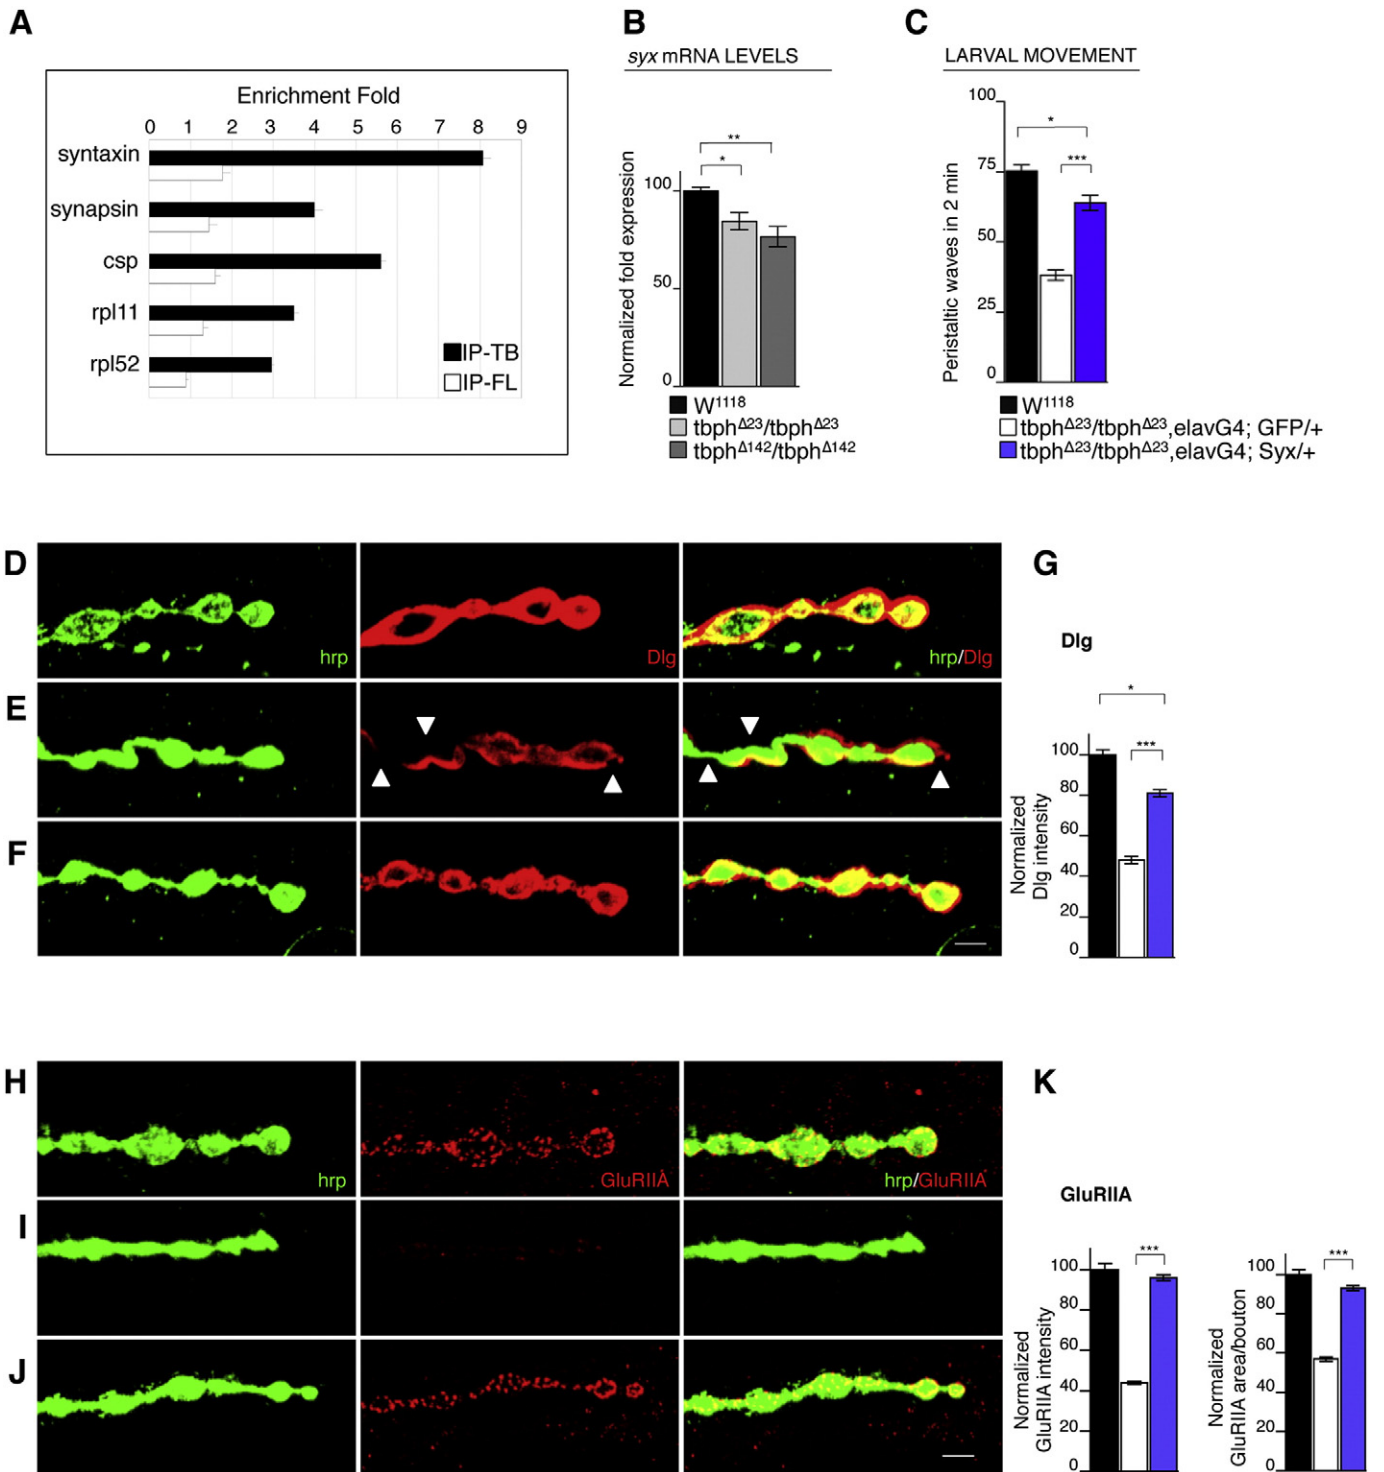 A
Enrichment Fold
0 1 2 3 4 5 6 7 8 9
syntaxin
synapsin
csp
rpl11
rpl52
IP-TB
IP-FL
B
syx mRNA LEVELS
**
*
100
50
0
Normalized fold expression
W1118
tbphΔ23/tbphΔ23
tbphΔ142/tbphΔ142
C
LARVAL MOVEMENT
100
75
50
25
0
*
***
Peristaltic waves in 2 min
W1118
tbphΔ23/tbphΔ23,elavG4; GFP/+
tbphΔ23/tbphΔ23,elavG4; Syx/+
D
hrp
Dlg
hrp/Dlg
E
F
G
Dlg
*
***
100
80
60
40
20
0
Normalized
Dlg intensity
H
hrp
GluRIIA
hrp/GluRIIA
I
J
K
GluRIIA
***
100
80
60
40
20
0
Normalized
GluRIIA intensity
***
100
80
60
40
20
0
Normalized
GluRIIA area/bouton